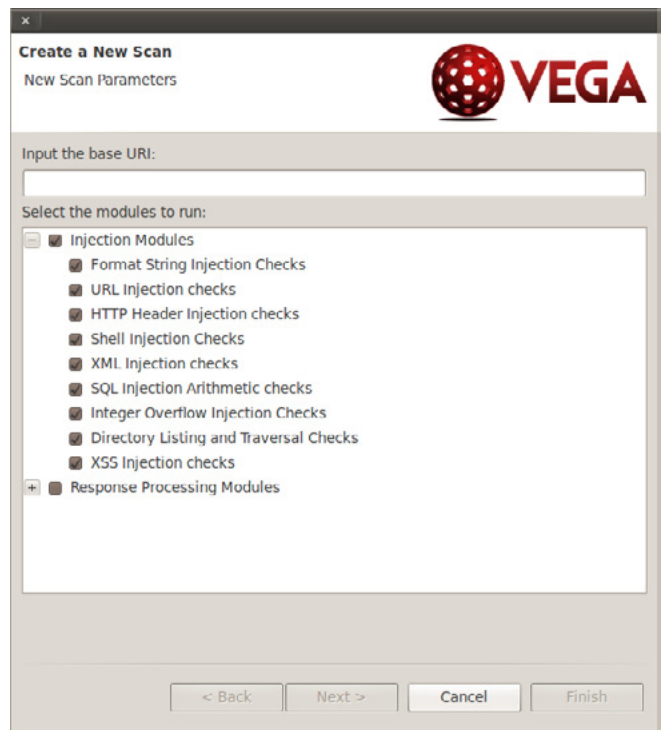 Create a New Scan
New Scan Parameters
VEGA
Input the base URI:
Select the modules to run:
Injection Modules
Format String Injection Checks
URL Injection checks
HTTP Header Injection checks
Shell Injection Checks
XML Injection checks
SQL Injection Arithmetic checks
Integer Overflow Injection Checks
Directory Listing and Traversal Checks
XSS Injection checks
Response Processing Modules
< Back Next > Cancel Finish